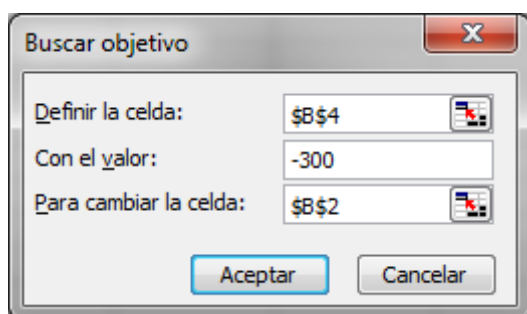 Buscar objetivo
Definir la celda: $B$4
Con el valor: -300
Para cambiar la celda: $B$2
Aceptar Cancelar